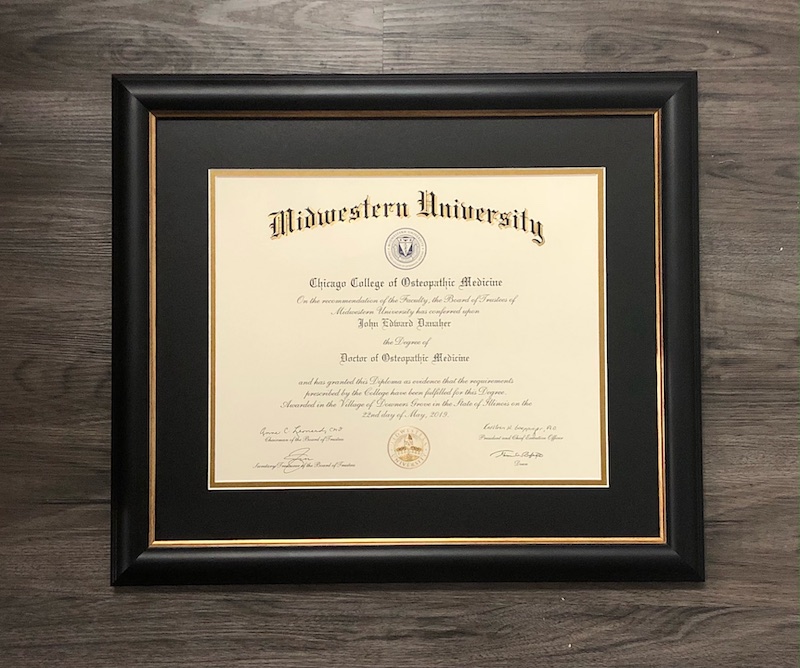 Midwestern University
Chicago College of Osteopathic Medicine
On the recommendation of the Faculty, the Board of Trustees of
Midwestern University has conferred upon
John Edward Danaher
the Degree of
Doctor of Osteopathic Medicine
and has granted this Diploma as evidence that the requirements
prescribed by the College have been fulfilled for this Degree.
Awarded in the Village of Downers Grove in the State of Illinois on the
22nd day of May, 2019.
Chairman of the Board of Trustees
Secretary/Treasurer of the Board of Trustees
MIDWESTERN
UNIVERSITY
President and Chief Executive Officer
Dean